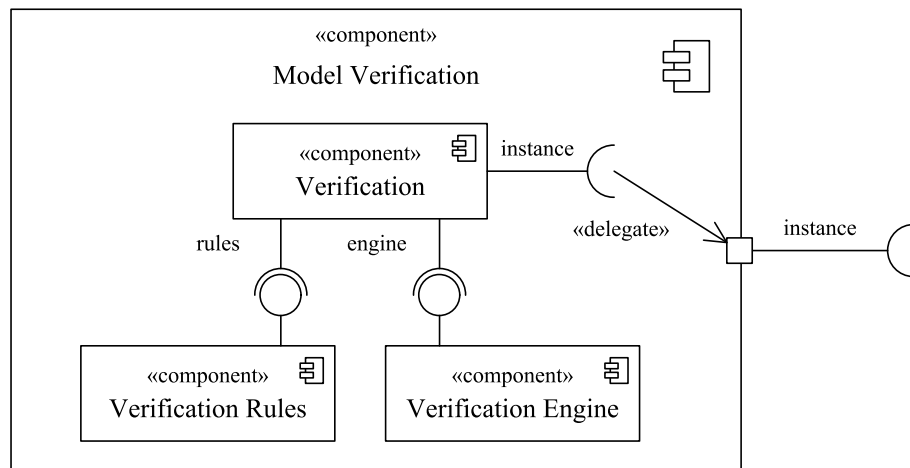 «component»
Model Verification
«component»
Verification
instance
«delegate»
instance
rules
engine
«component»
Verification Rules
«component»
Verification Engine